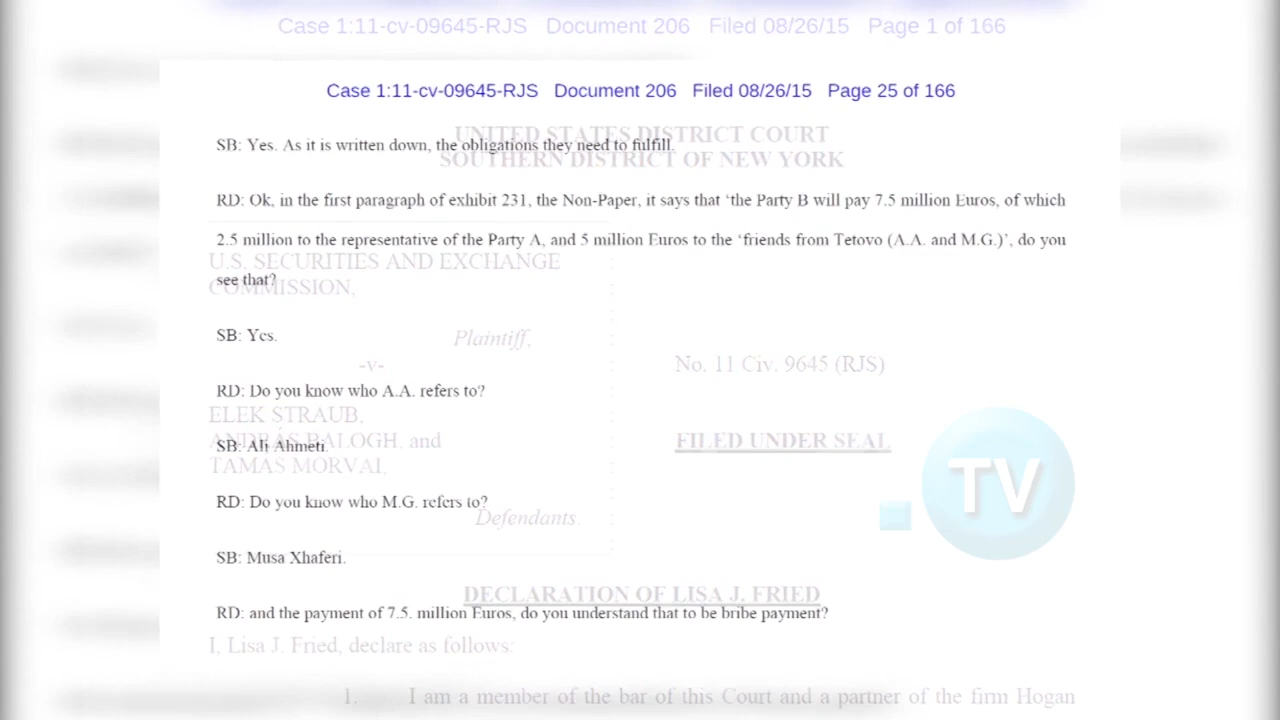 Case 1:11-cv-09645-RJS Document 206 Filed 08/26/15 Page 1 of 166
Case 1:11-cv-09645-RJS Document 206 Filed 08/26/15 Page 25 of 166
UNITED STATES DISTRICT COURT
SB: Yes. As it is written down, the obligations they need to fulfill.
SOUTHERN DISTRICT OF NEW YORK
RD: Ok, in the first paragraph of exhibit 231, the Non-Paper, it says that ‘the Party B will pay 7.5 million Euros, of which
2.5 million to the representative of the Party A, and 5 million Euros to the ‘friends from Tetovo (A.A. and M.G.)’, do you
U.S. SECURITIES AND EXCHANGE
see that?
COMMISSION,
SB: Yes.
Plaintiff,
-v-
No. 11 Civ. 9645 (RJS)
RD: Do you know who A.A. refers to?
ELEK STRAUB,
ANDRÁS BALOGH, and
FILED UNDER SEAL
SB: Ali Ahmeti.
TAMÁS MORVAI,
TV
RD: Do you know who M.G. refers to?
Defendants.
SB: Musa Xhaferi.
DECLARATION OF LISA J. FRIED
RD: and the payment of 7.5. million Euros, do you understand that to be bribe payment?
I, Lisa J. Fried, declare as follows:
1. I am a member of the bar of this Court and a partner of the firm Hogan